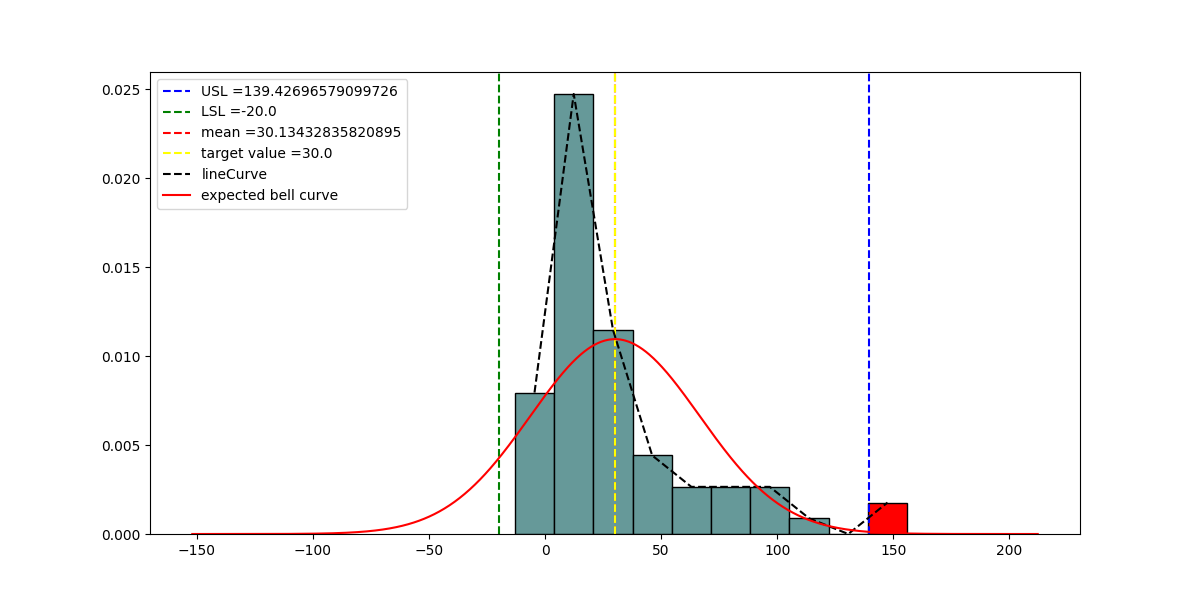 USL =139.42696579099726
LSL =-20.0
mean =30.13432835820895
target value =30.0
lineCurve
expected bell curve
0.025
0.020
0.015
0.010
0.005
0.000
−150 −100 −50 0 50 100 150 200